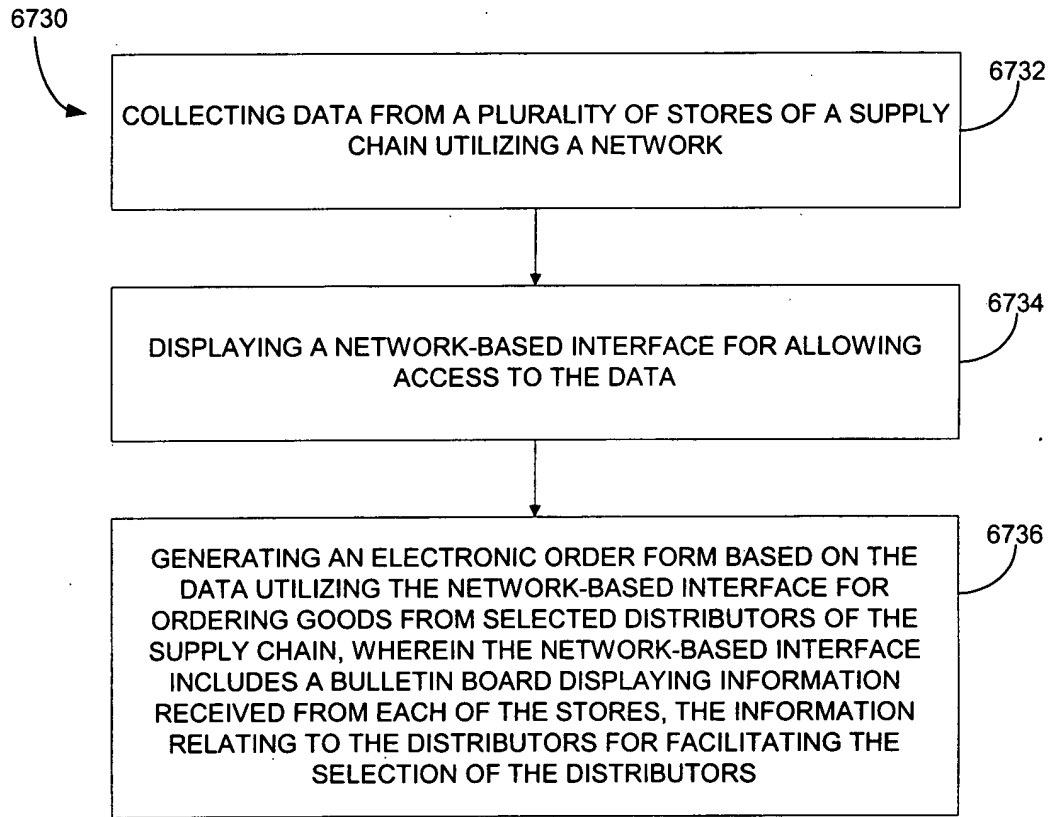 6730
6732
COLLECTING DATA FROM A PLURALITY OF STORES OF A SUPPLY
CHAIN UTILIZING A NETWORK
6734
DISPLAYING A NETWORK-BASED INTERFACE FOR ALLOWING
ACCESS TO THE DATA
6736
GENERATING AN ELECTRONIC ORDER FORM BASED ON THE
DATA UTILIZING THE NETWORK-BASED INTERFACE FOR
ORDERING GOODS FROM SELECTED DISTRIBUTORS OF THE
SUPPLY CHAIN, WHEREIN THE NETWORK-BASED INTERFACE
INCLUDES A BULLETIN BOARD DISPLAYING INFORMATION
RECEIVED FROM EACH OF THE STORES, THE INFORMATION
RELATING TO THE DISTRIBUTORS FOR FACILITATING THE
SELECTION OF THE DISTRIBUTORS